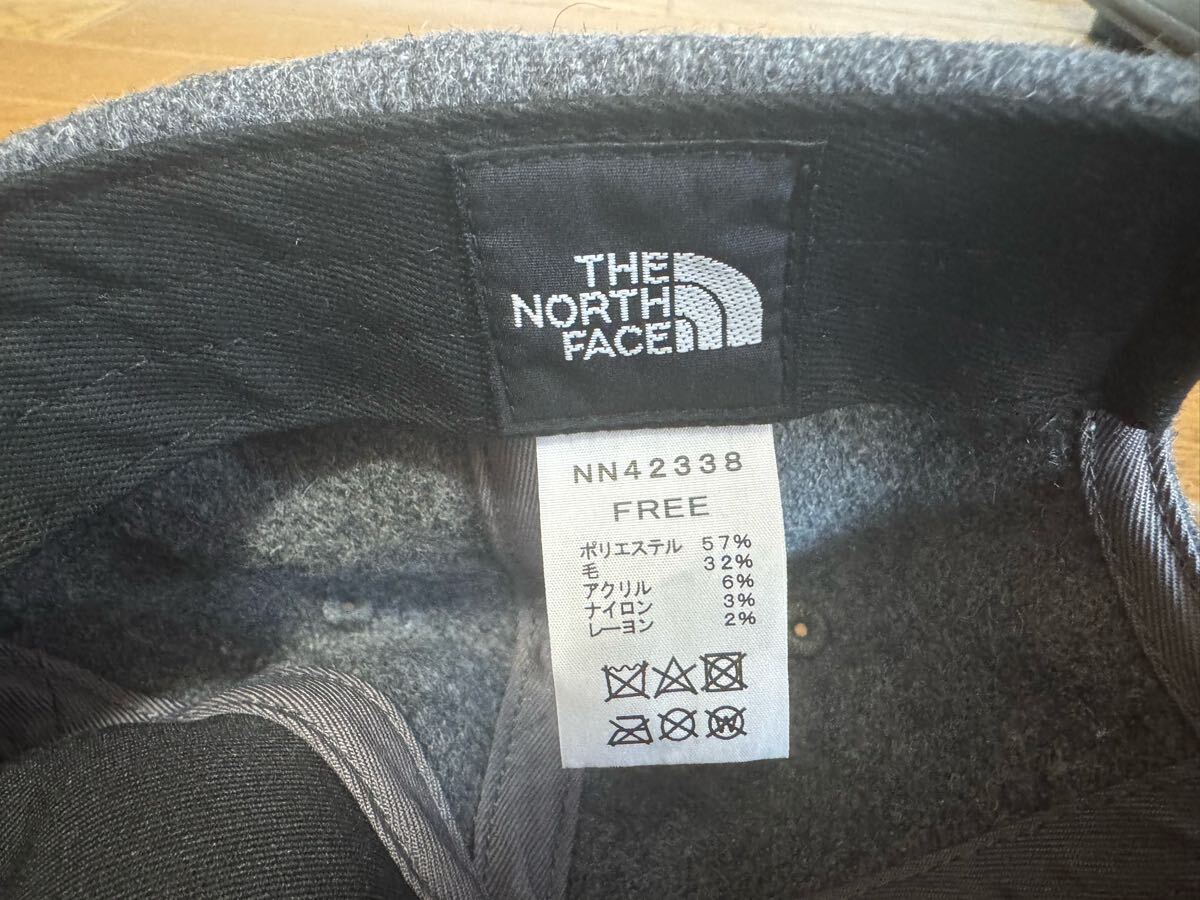 THE
NORTH
FACE
NN42338
FREE
ポリエステル 57%
毛 32%
アクリル 6%
ナイロン 3%
レーヨン 2%
W